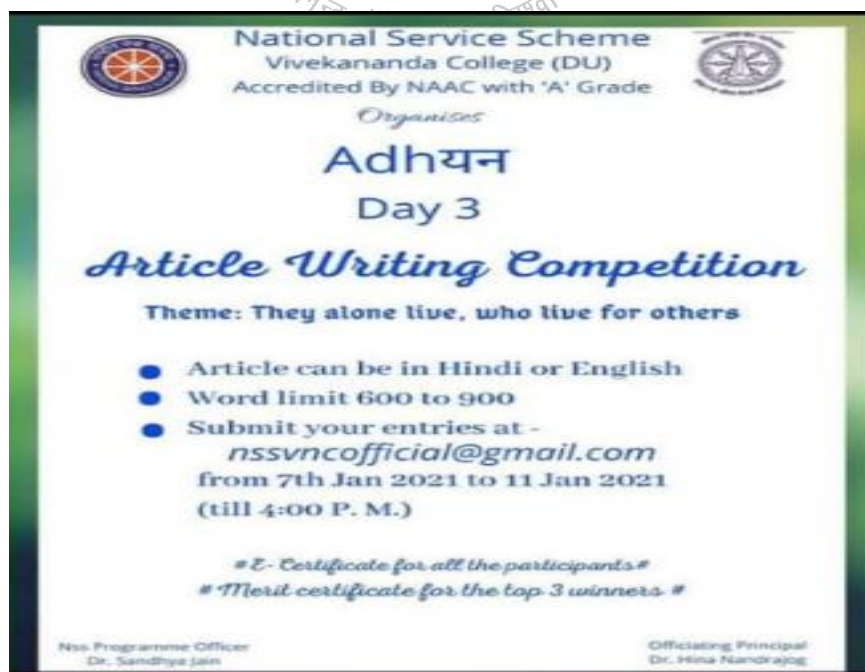 National Service Scheme
Vivekananda College (DU)
Accredited By NAAC with 'A' Grade
Organises
Adhयन
Day 3
Article Writing Competition
Theme: They alone live, who live for others
Article can be in Hindi or English
Word limit 600 to 900
Submit your entries at -
nssvncofficial@gmail.com
from 7th Jan 2021 to 11 Jan 2021
(till 4:00 P. M.)
#E- Certificate for all the participants#
# Merit certificate for the top 3 winners #
Nss Programme Officer
Dr. Sandhya Jain
Officiating Principal
Dr. Hina Nandrajog